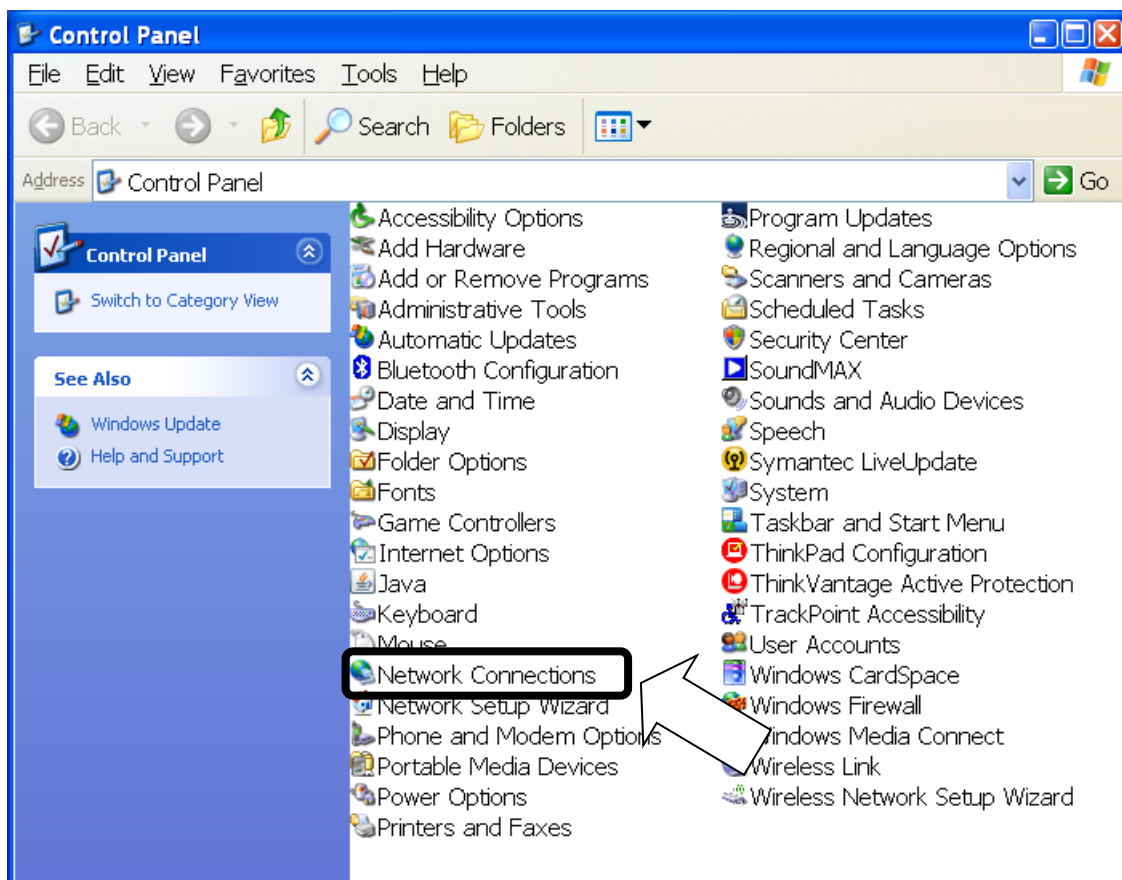 Control Panel
File Edit View Favorites Tools Help
Back Search Folders
Address Control Panel Go
Control Panel
Switch to Category View
See Also
Windows Update
Help and Support
Accessibility Options
Add Hardware
Add or Remove Programs
Administrative Tools
Automatic Updates
Bluetooth Configuration
Date and Time
Display
Folder Options
Fonts
Game Controllers
Internet Options
Java
Keyboard
Mouse
Network Connections
Network Setup Wizard
Phone and Modem Options
Portable Media Devices
Power Options
Printers and Faxes
Program Updates
Regional and Language Options
Scanners and Cameras
Scheduled Tasks
Security Center
SoundMAX
Sounds and Audio Devices
Speech
Symantec LiveUpdate
System
Taskbar and Start Menu
ThinkPad Configuration
ThinkVantage Active Protection
TrackPoint Accessibility
User Accounts
Windows CardSpace
Windows Firewall
Windows Media Connect
Wireless Link
Wireless Network Setup Wizard